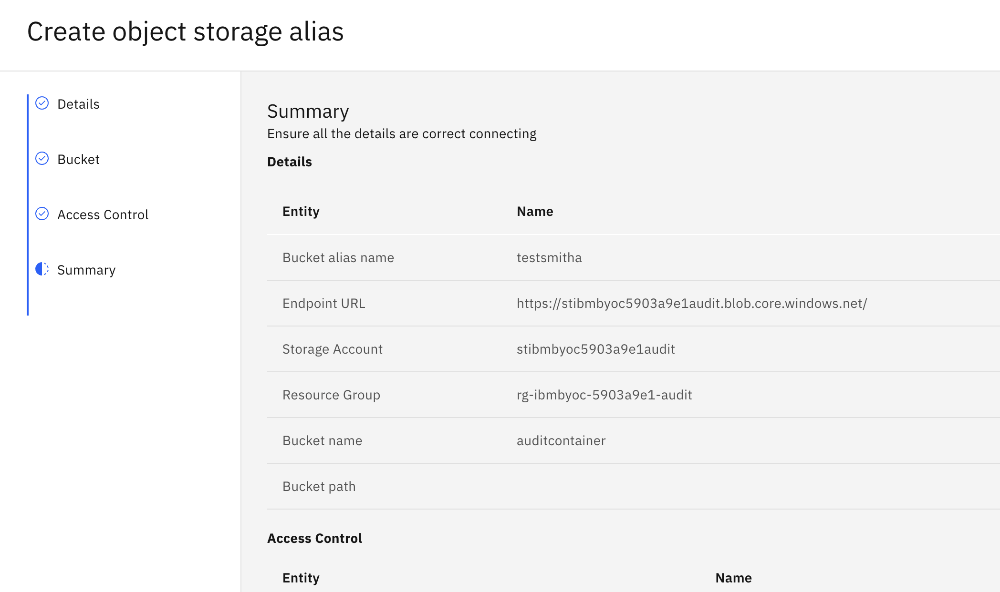 Create object storage alias
Details
Bucket
Access Control
Summary
Summary
Ensure all the details are correct connecting
Details
Entity Name
Bucket alias name testsmitha
Endpoint URL https://stibmbyoc5903a9e1audit.blob.core.windows.net/
Storage Account stibmbyoc5903a9e1audit
Resource Group rg-ibmbyoc-5903a9e1-audit
Bucket name auditcontainer
Bucket path
Access Control
Entity Name